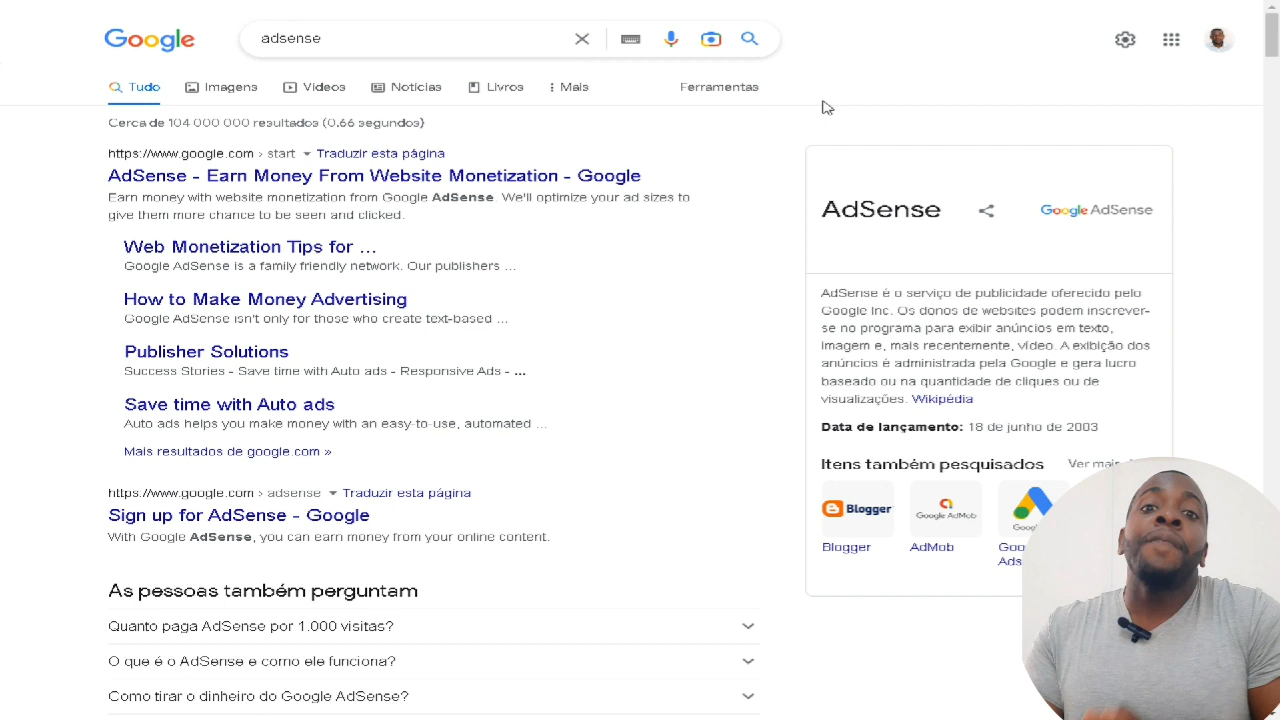 Google
adsense
Tudo
Imagens
Vídeos
Notícias
Livros
Mais
Ferramentas
Cerca de 104 000 000 resultados (0.66 segundos)
https://www.google.com › start
Traduzir esta página
AdSense - Earn Money From Website Monetization - Google
Earn money with website monetization from Google AdSense We'll optimize your ad sizes to
give them more chance to be seen and clicked.
Web Monetization Tips for ...
Google AdSense is a family friendly network. Our publishers ...
How to Make Money Advertising
Google AdSense isn't only for those who create text-based ...
Publisher Solutions
Success Stories - Save time with Auto ads - Responsive Ads - ...
Save time with Auto ads
Auto ads helps you make money with an easy-to-use, automated ...
Mais resultados de google.com »
https://www.google.com › adsense
Traduzir esta página
Sign up for AdSense - Google
With Google AdSense, you can earn money from your online content.
As pessoas também perguntam
Quanto paga AdSense por 1.000 visitas?
O que é o AdSense e como ele funciona?
Como tirar o dinheiro do Google AdSense?
AdSense
Google AdSense
AdSense é o serviço de publicidade oferecido pelo
Google Inc. Os donos de websites podem inscrever-
se no programa para exibir anúncios em texto,
imagem e, mais recentemente, vídeo. A exibição dos
anúncios é administrada pela Google e gera lucro
baseado ou na quantidade de cliques ou de
visualizações. Wikipédia
Data de lançamento: 18 de junho de 2003
Itens também pesquisados
Ver mais
Blogger
Google AdMob
Blogger
AdMob
Goo
Ads